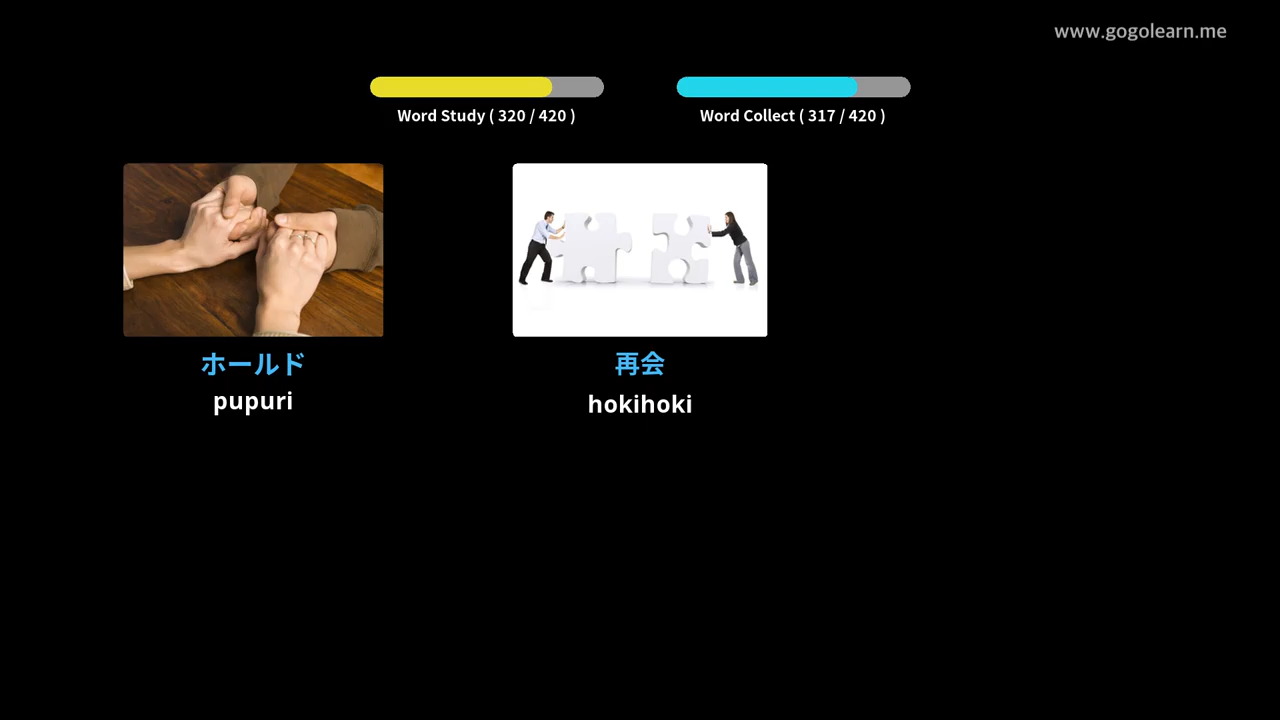 www.gogolearn.me
Word Study ( 320 / 420 )
Word Collect ( 317 / 420 )
ホールド
pupuri
再会
hokihoki